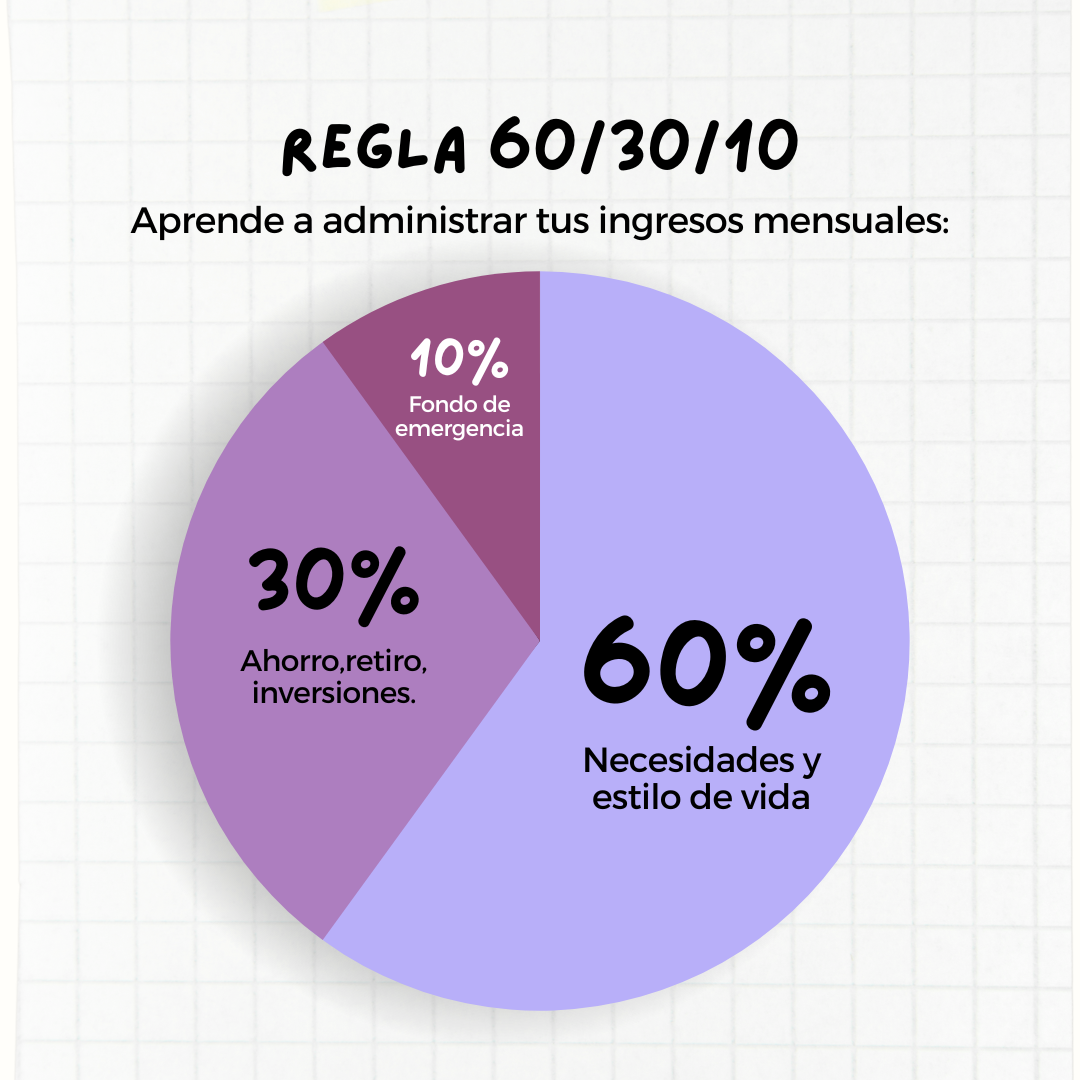 REGLA 60/30/10
Aprende a administrar tus ingresos mensuales:
10%
Fondo de
emergencia
30%
Ahorro,retiro,
inversiones.
60%
Necesidades y
estilo de vida